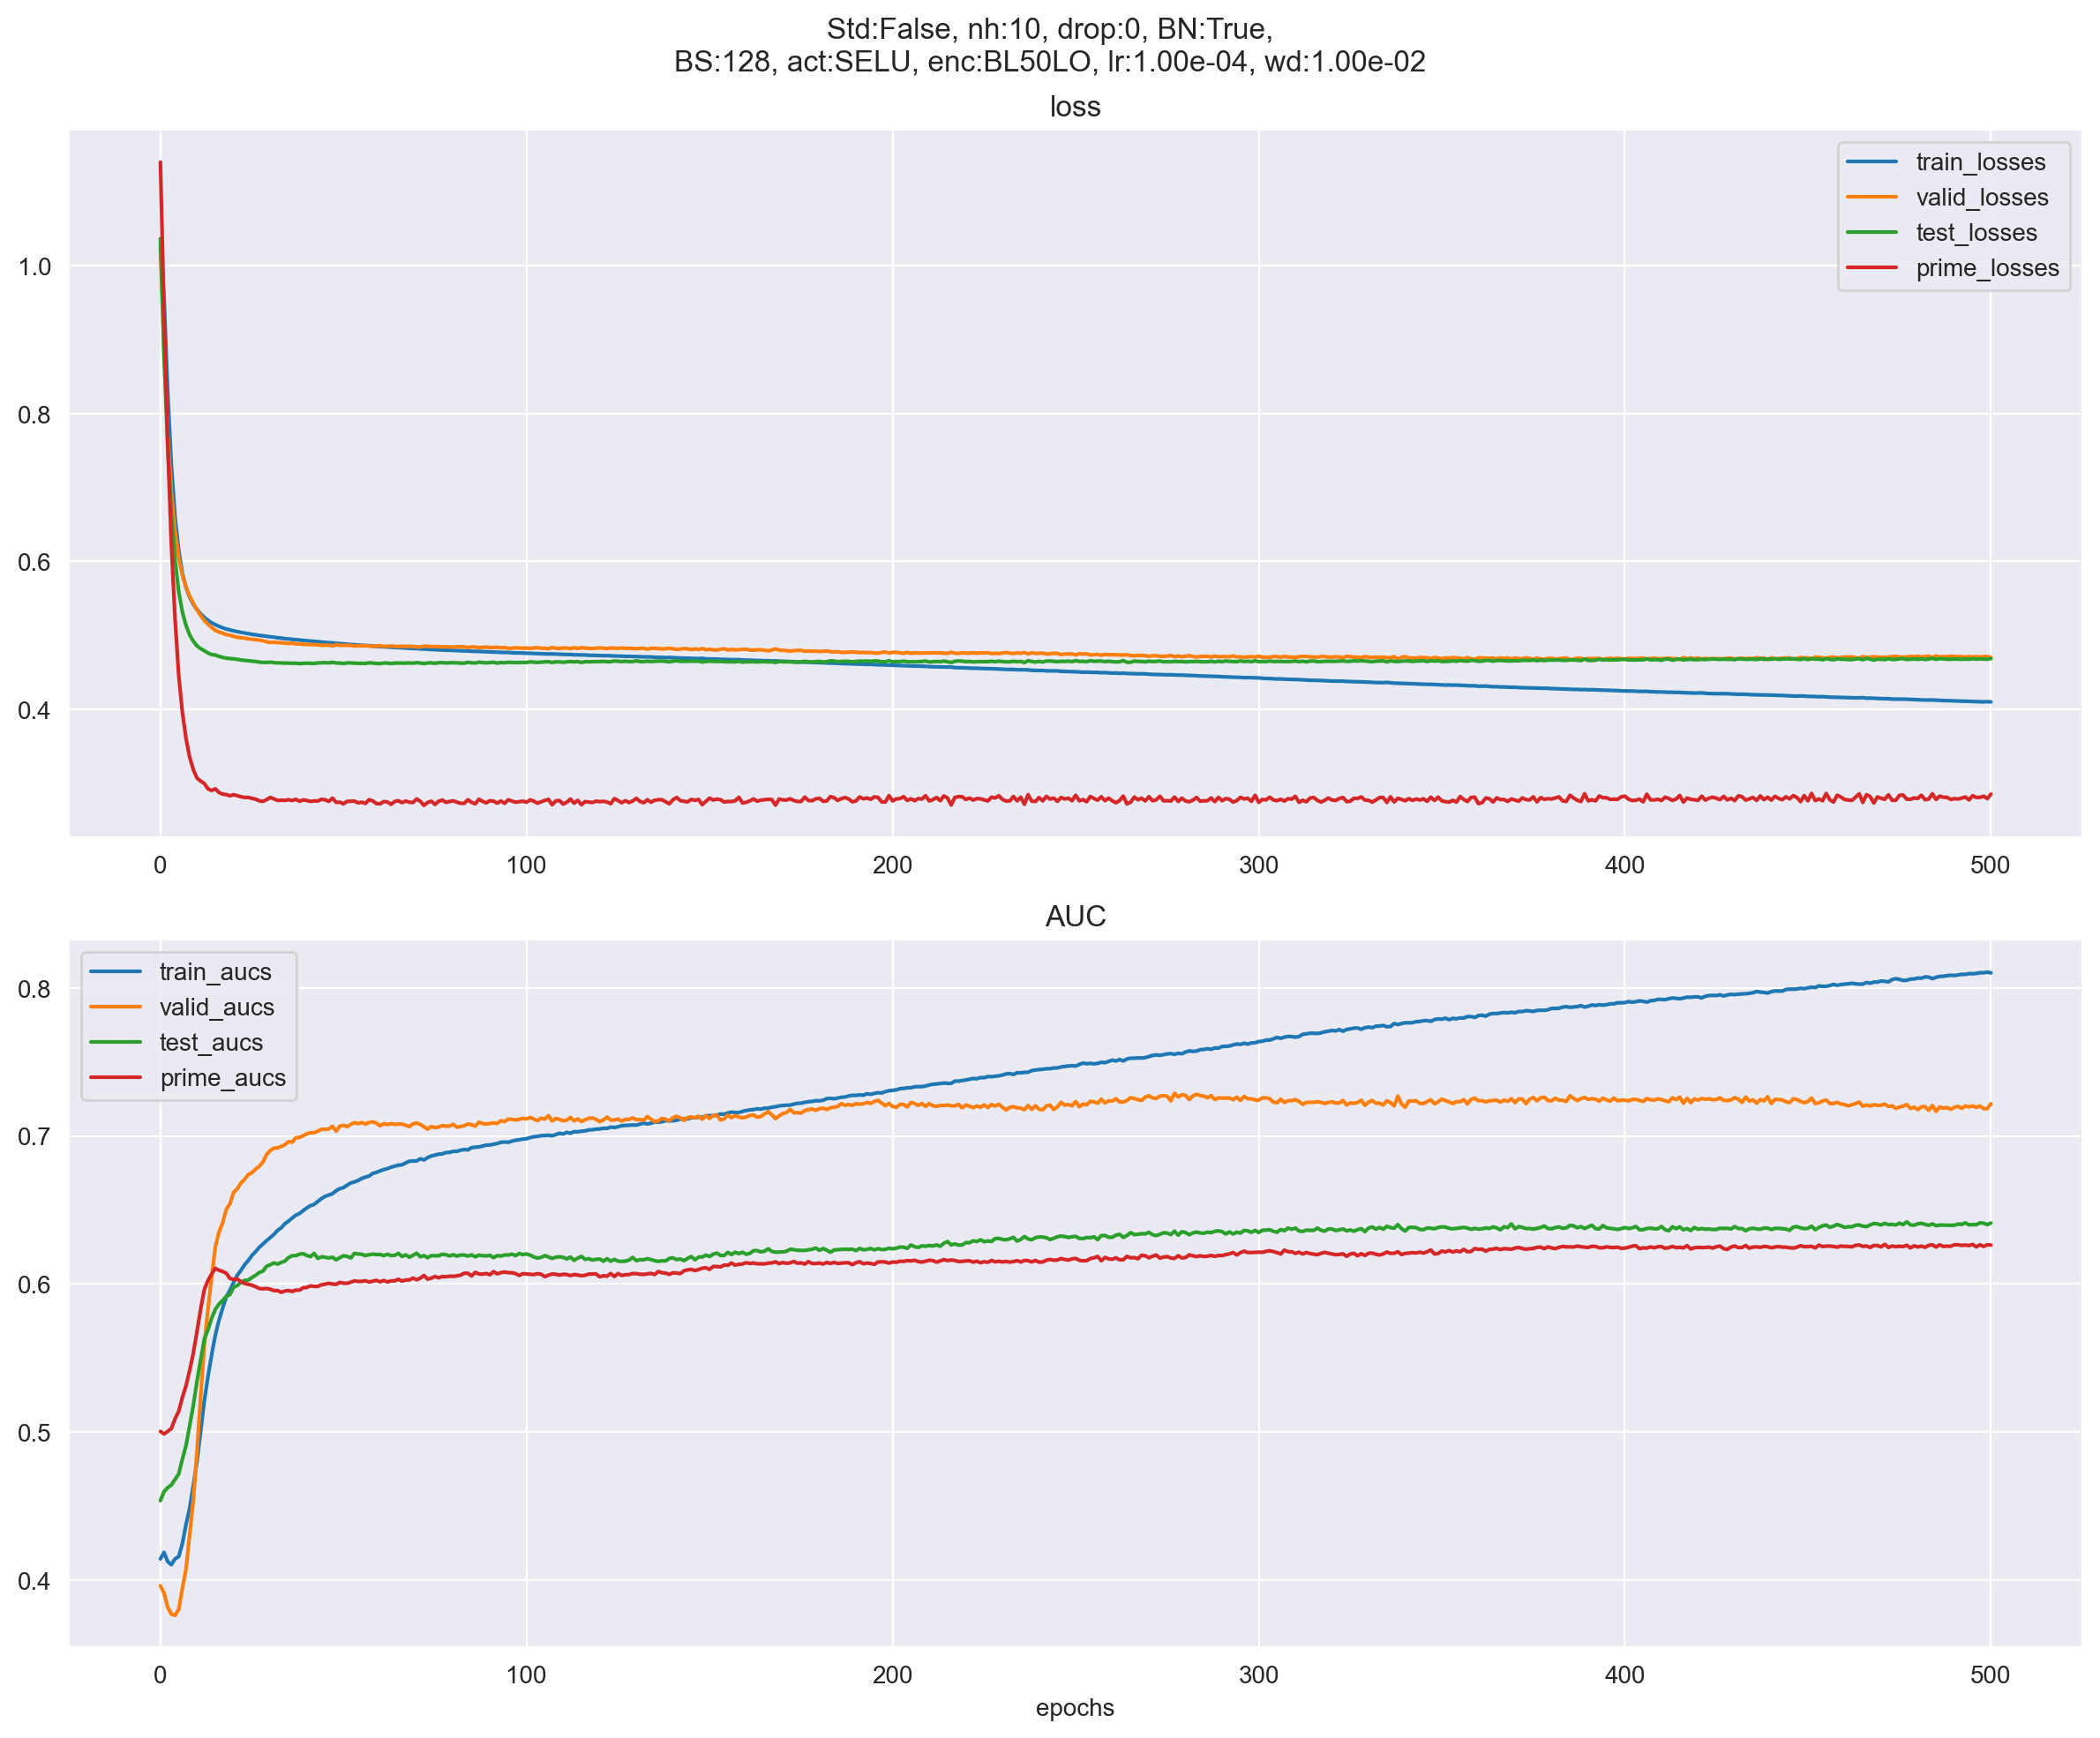 Std:False, nh:10, drop:0, BN:True,
BS:128, act:SELU, enc:BL50LO, lr:1.00e-04, wd:1.00e-02
loss
train_losses
valid_losses
test_losses
prime_losses
1.0
0.8
0.6
0.4
0 100 200 300 400 500
AUC
train_aucs
valid_aucs
test_aucs
prime_aucs
0.8
0.7
0.6
0.5
0.4
0 100 200 300 400 500
epochs